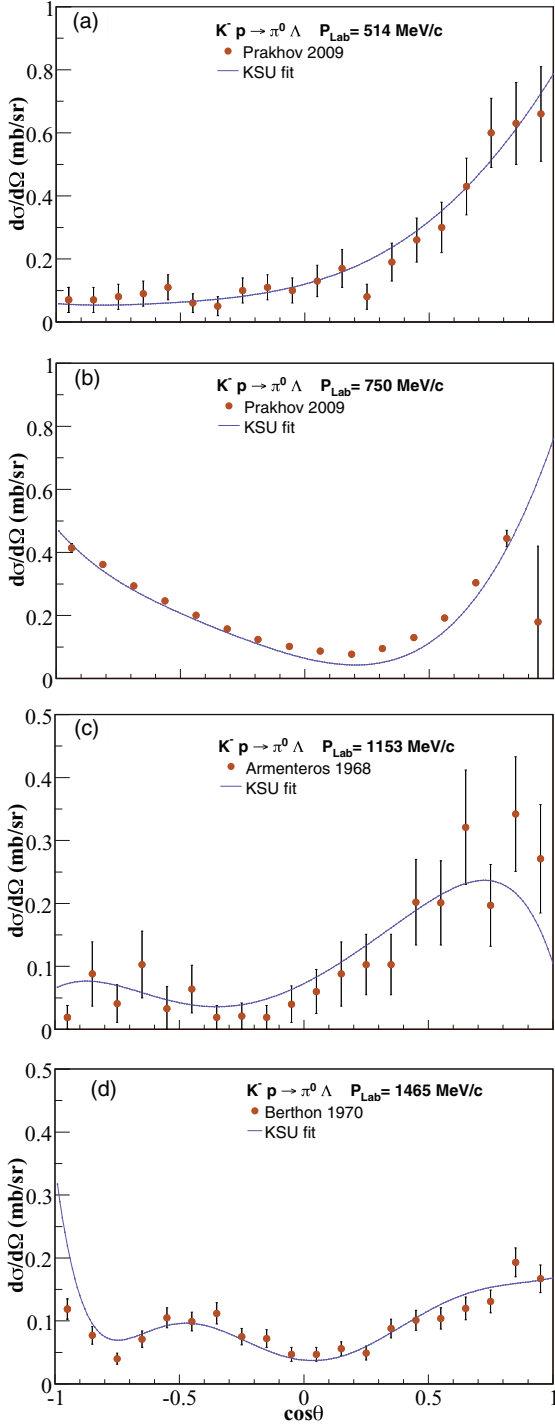 (a)
K⁻ p → π⁰ Λ P_Lab= 514 MeV/c
Prakhov 2009
KSU fit
dσ/dΩ (mb/sr)
1
0.8
0.6
0.4
0.2
0
(b)
K⁻ p → π⁰ Λ P_Lab= 750 MeV/c
Prakhov 2009
KSU fit
dσ/dΩ (mb/sr)
1
0.8
0.6
0.4
0.2
0
(c)
K⁻ p → π⁰ Λ P_Lab= 1153 MeV/c
Armenteros 1968
KSU fit
dσ/dΩ (mb/sr)
0.5
0.4
0.3
0.2
0.1
0
(d)
K⁻ p → π⁰ Λ P_Lab= 1465 MeV/c
Berthon 1970
KSU fit
dσ/dΩ (mb/sr)
0.5
0.4
0.3
0.2
0.1
0
-1 -0.5 0 0.5 1
cosθ